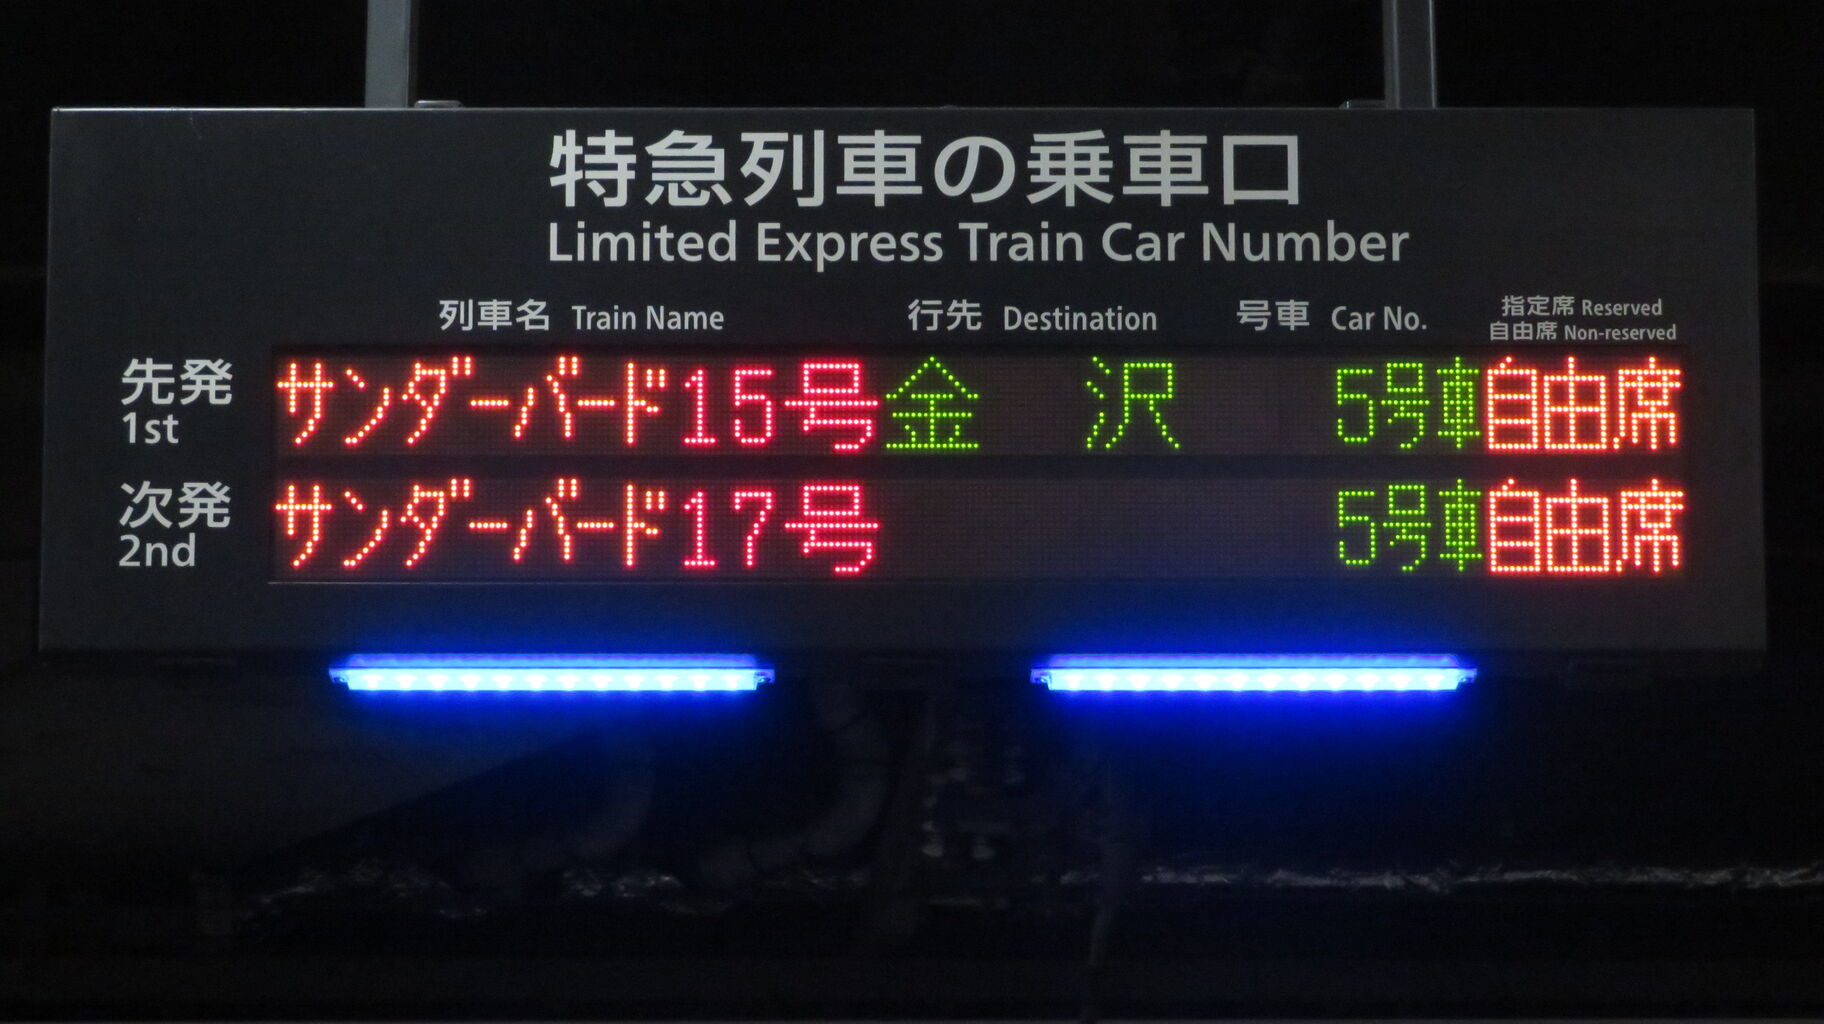 特急列車の乗車口
Limited Express Train Car Number
列車名 Train Name 行先 Destination 号車 Car No. 指定席 Reserved
自由席 Non-reserved
先発 サンダーバード15号 金 沢 5号車 自由席
1st
次発 サンダーバード17号 5号車 自由席
2nd